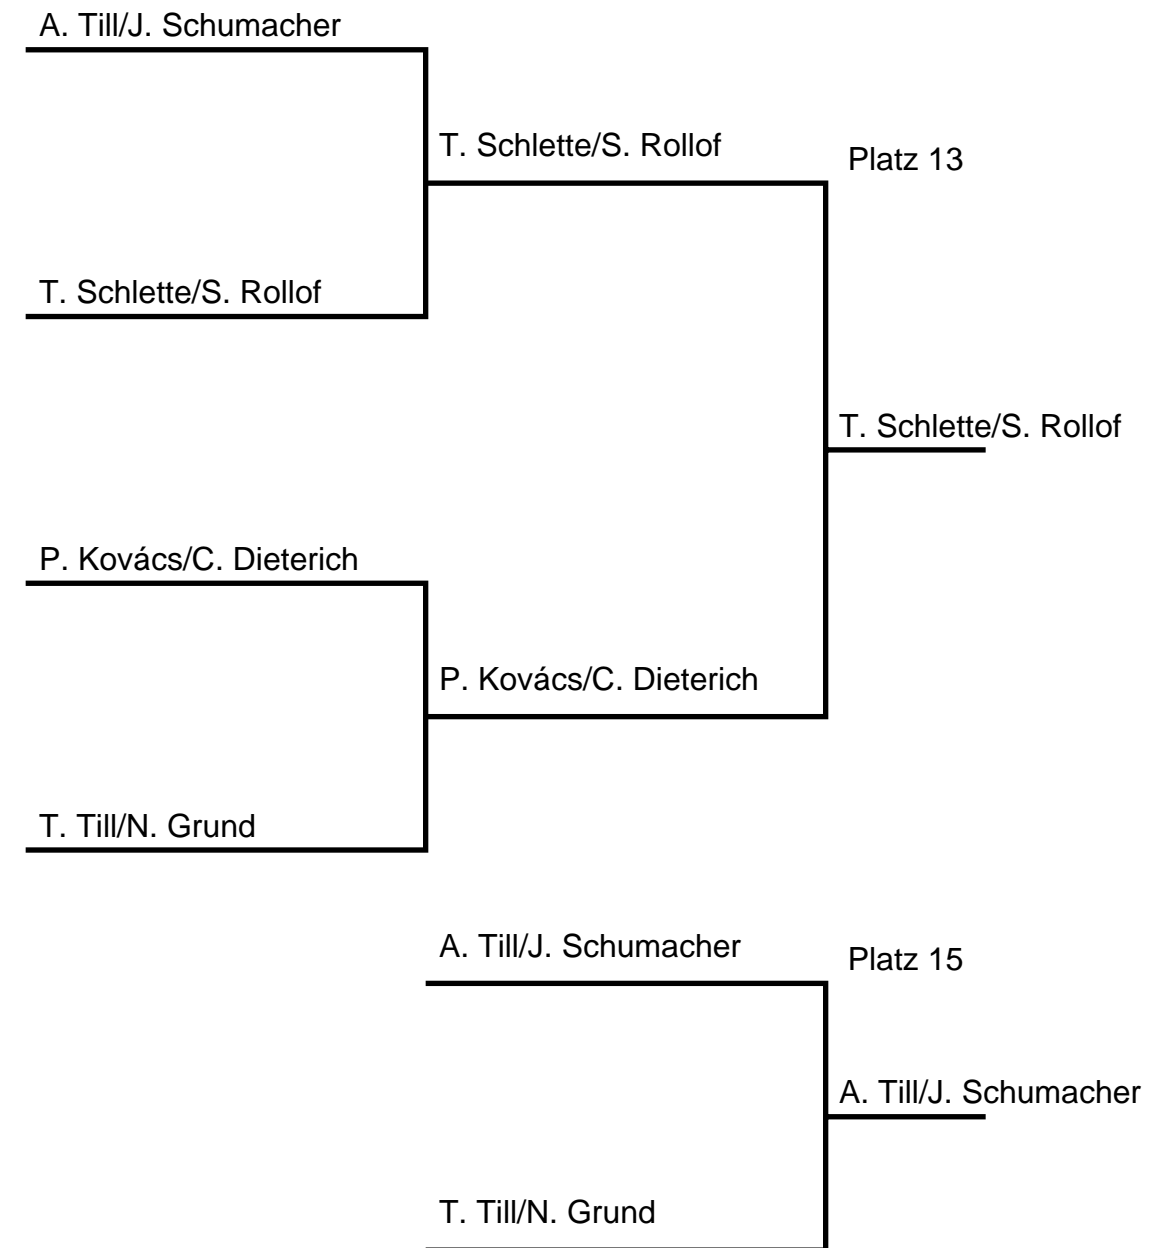 A. Till/J. Schumacher
T. Schlette/S. Rollof
Platz 13
T. Schlette/S. Rollof
T. Schlette/S. Rollof
P. Kovács/C. Dieterich
P. Kovács/C. Dieterich
T. Till/N. Grund
A. Till/J. Schumacher
Platz 15
A. Till/J. Schumacher
T. Till/N. Grund